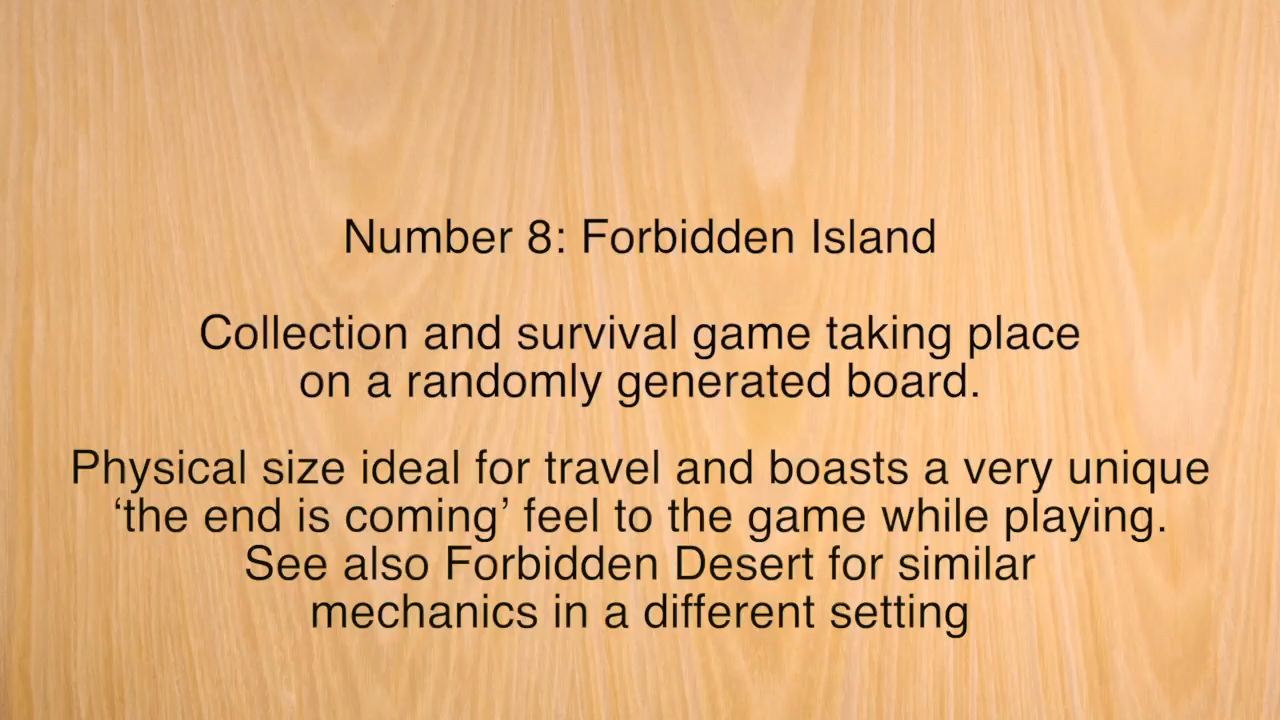 Number 8: Forbidden Island
Collection and survival game taking place
on a randomly generated board.
Physical size ideal for travel and boasts a very unique
‘the end is coming’ feel to the game while playing.
See also Forbidden Desert for similar
mechanics in a different setting